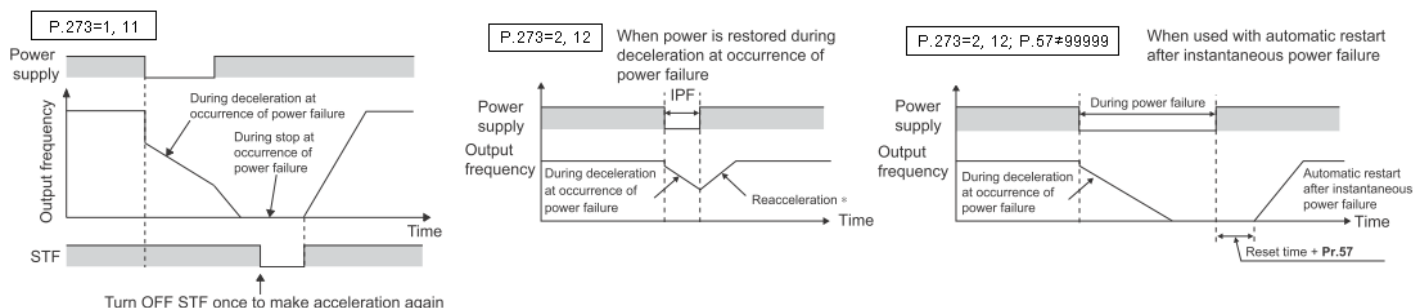 P.273=1, 11
Power
supply
Output frequency
During deceleration at
occurrence of power failure
During stop at
occurrence of
power failure
Time
STF
Turn OFF STF once to make acceleration again
P.273=2, 12
When power is restored during
deceleration at occurrence of
power failure
IPF
Power
supply
Output
frequency
During deceleration
at occurrence of
power failure
Reacceleration *
Time
P.273=2, 12; P.57≠99999
When used with automatic restart
after instantaneous power failure
During power failure
Power
supply
Output
frequency
During deceleration
at occurrence of
power failure
Automatic restart
after instantaneous
power failure
Time
Reset time + Pr.57